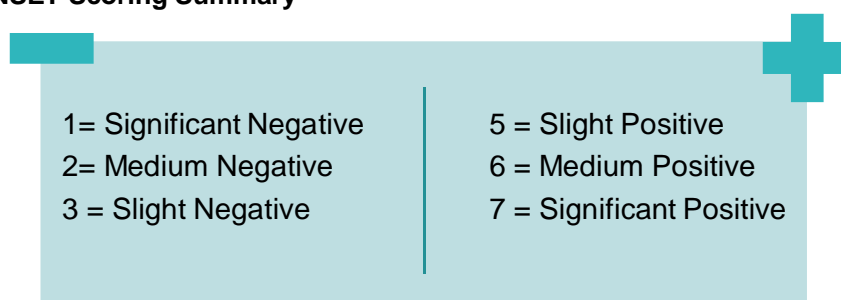 Scoring Summary
1= Significant Negative
2= Medium Negative
3 = Slight Negative
5 = Slight Positive
6 = Medium Positive
7 = Significant Positive